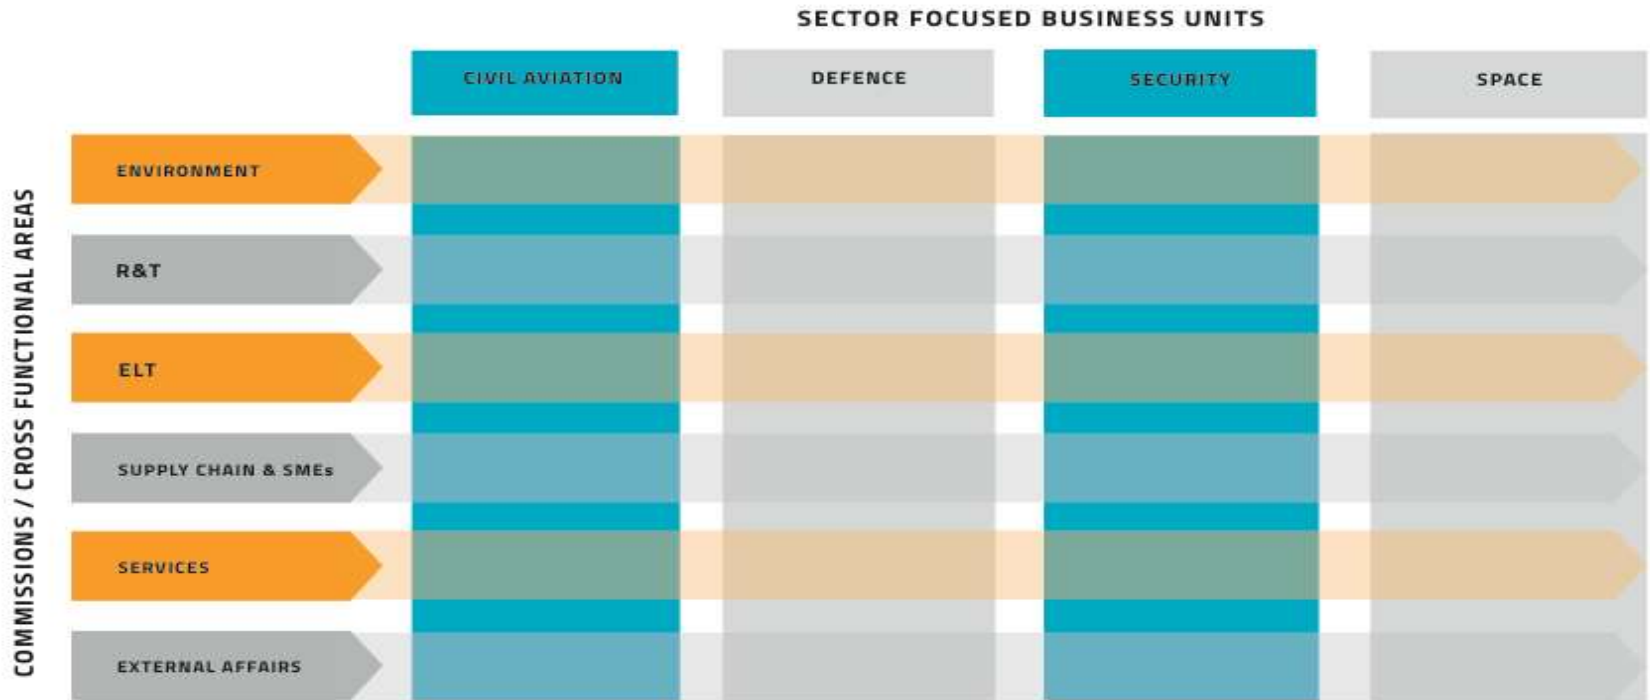 SECTOR FOCUSED BUSINESS UNITS
CIVIL AVIATION
DEFENCE
SECURITY
SPACE
COMMISSIONS / CROSS FUNCTIONAL AREAS
ENVIRONMENT
R&T
ELT
SUPPLY CHAIN & SMEs
SERVICES
EXTERNAL AFFAIRS